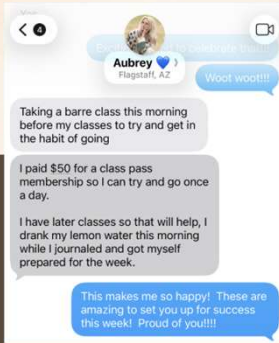 4
Aubrey 💙
Flagstaff, AZ
Woot woot!!!
Taking a barre class this morning
before my classes to try and get in
the habit of going
I paid $50 for a class pass
membership so I can try and go once
a day.
I have later classes so that will help, I
drank my lemon water this morning
while I journaled and got myself
prepared for the week.
This makes me so happy! These are
amazing to set you up for success
this week! Proud of you!!!!